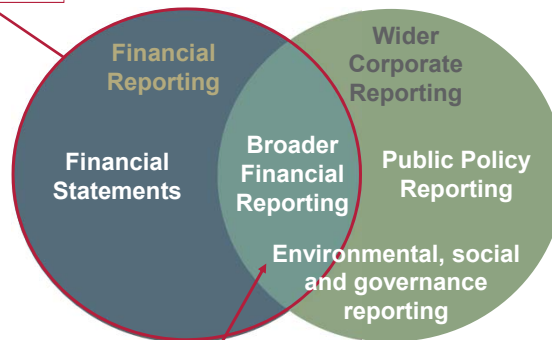 Financial
Reporting
Wider
Corporate
Reporting
Financial
Statements
Broader
Financial
Reporting
Public Policy
Reporting
Environmental, social
and governance
reporting